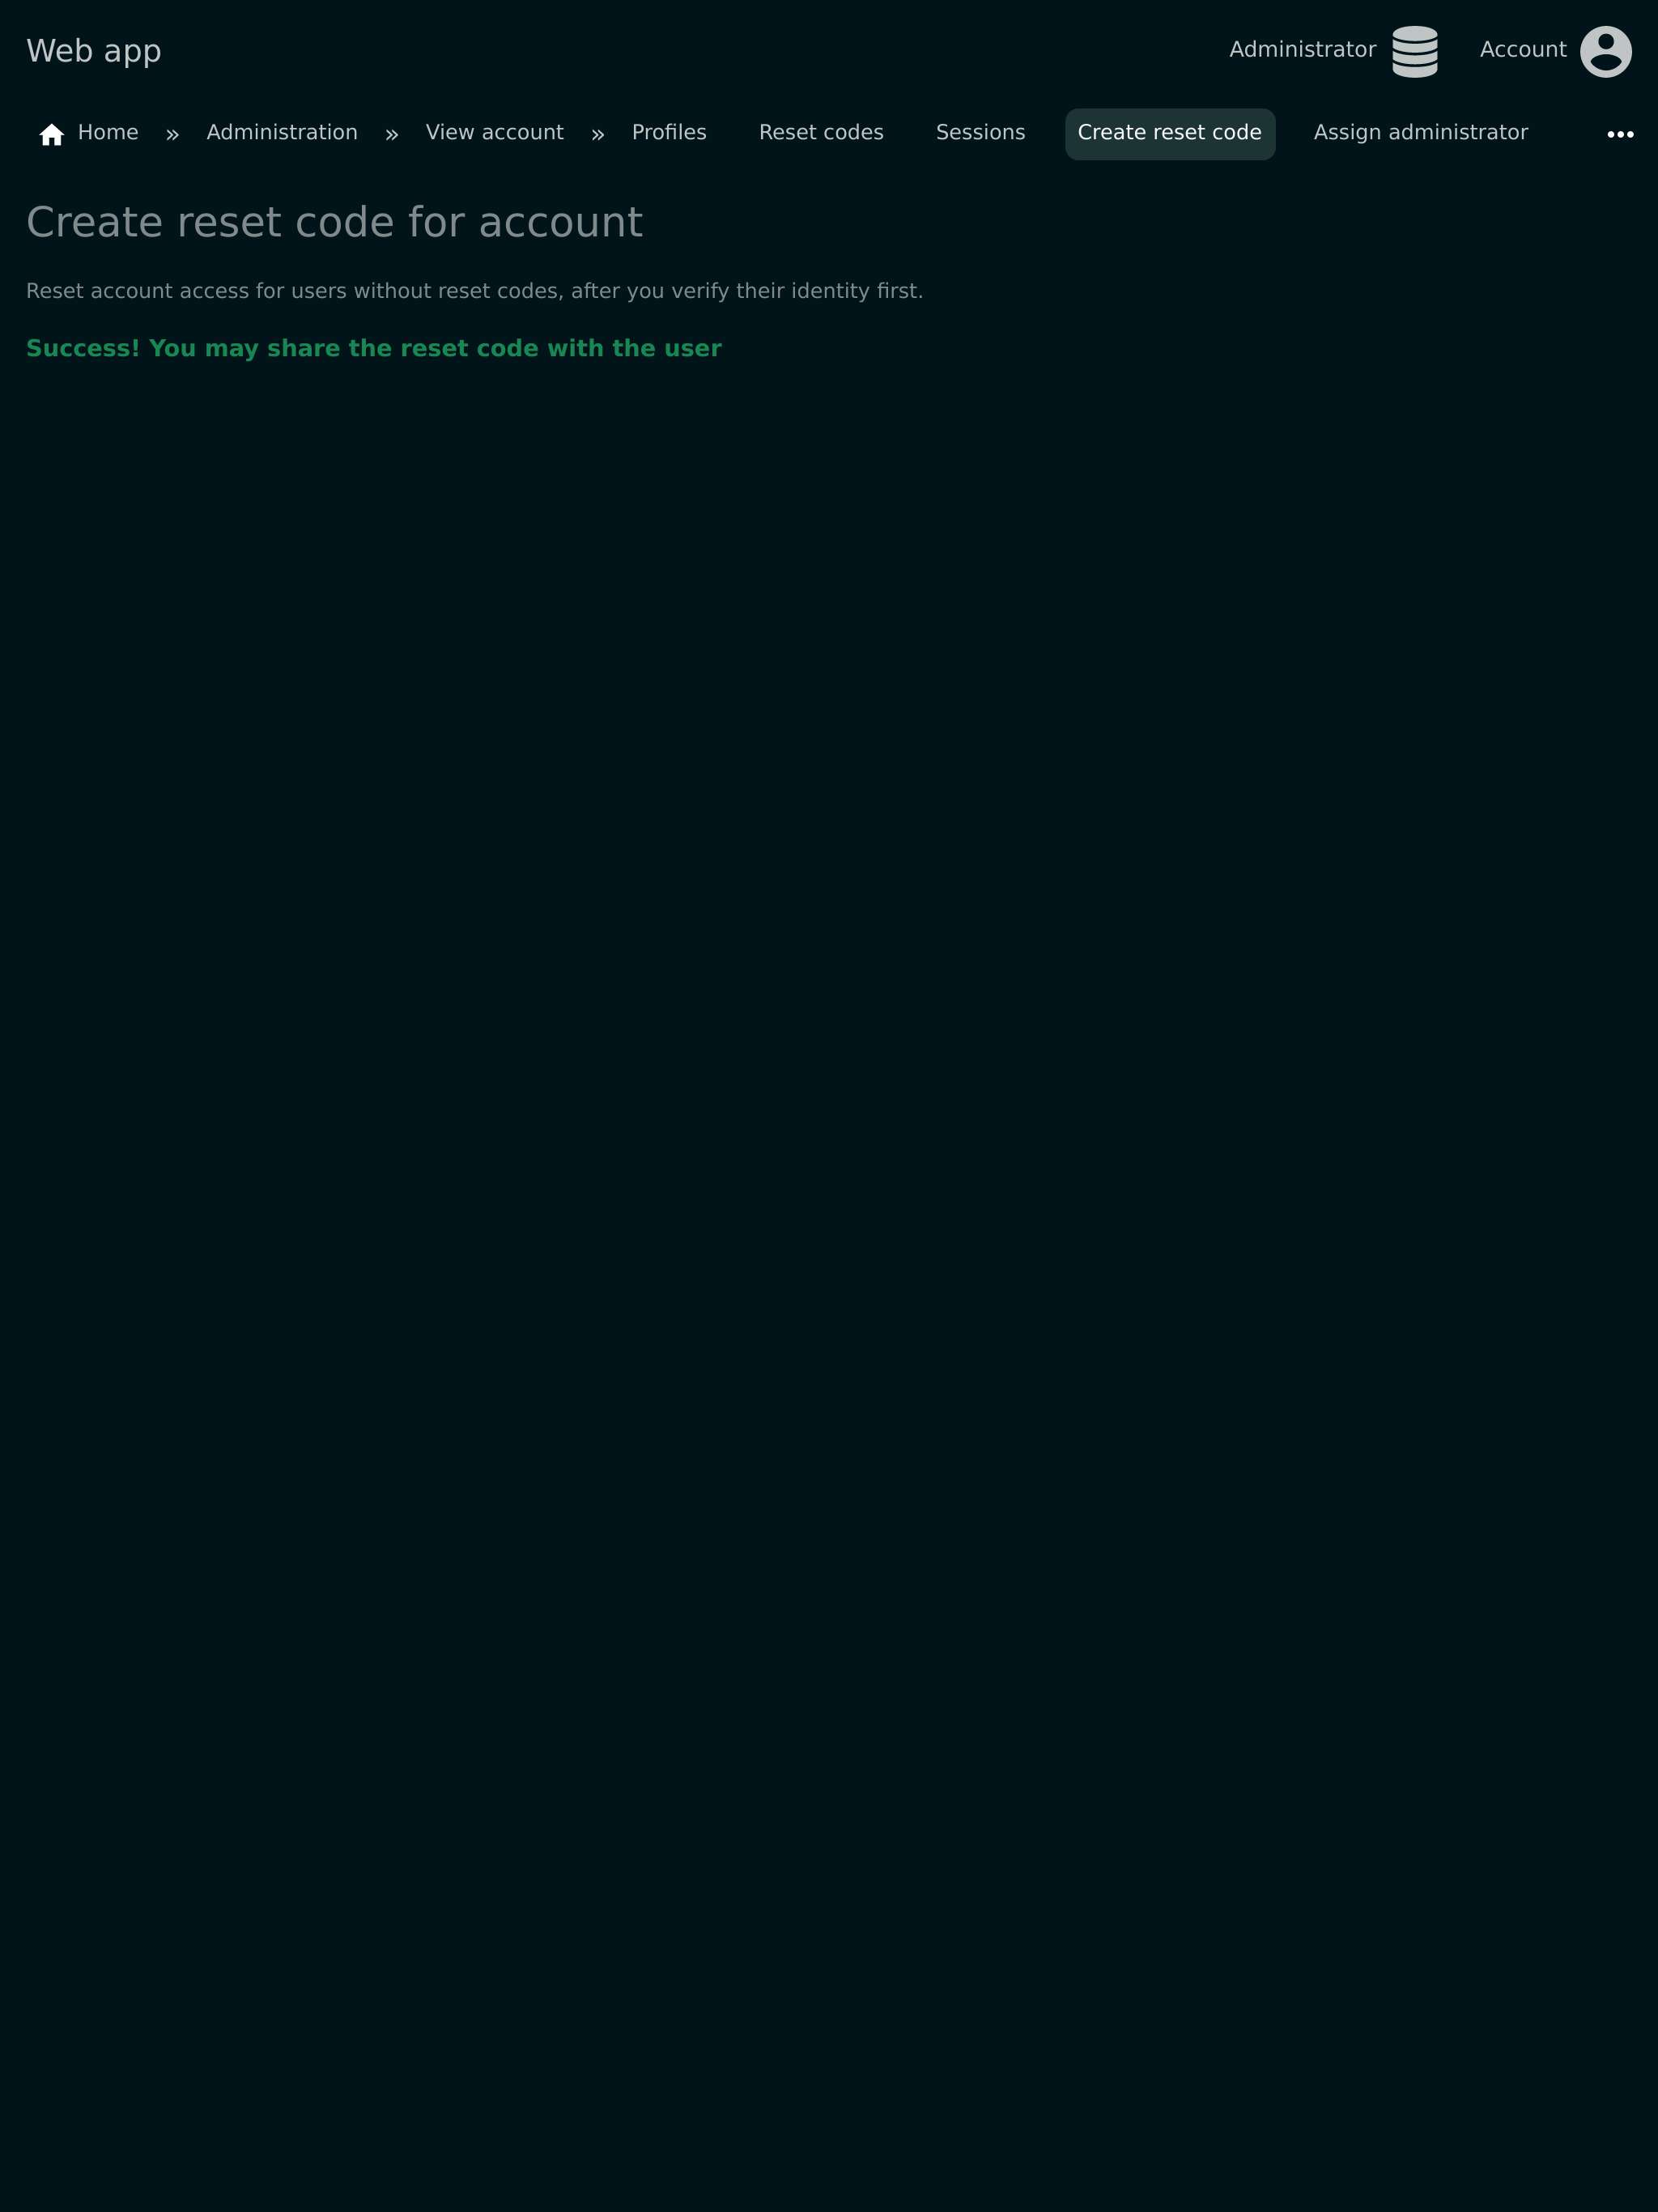 Web app
Administrator
Account
Home » Administration » View account » Profiles Reset codes Sessions Create reset code Assign administrator
Create reset code for account
Reset account access for users without reset codes, after you verify their identity first.
Success! You may share the reset code with the user